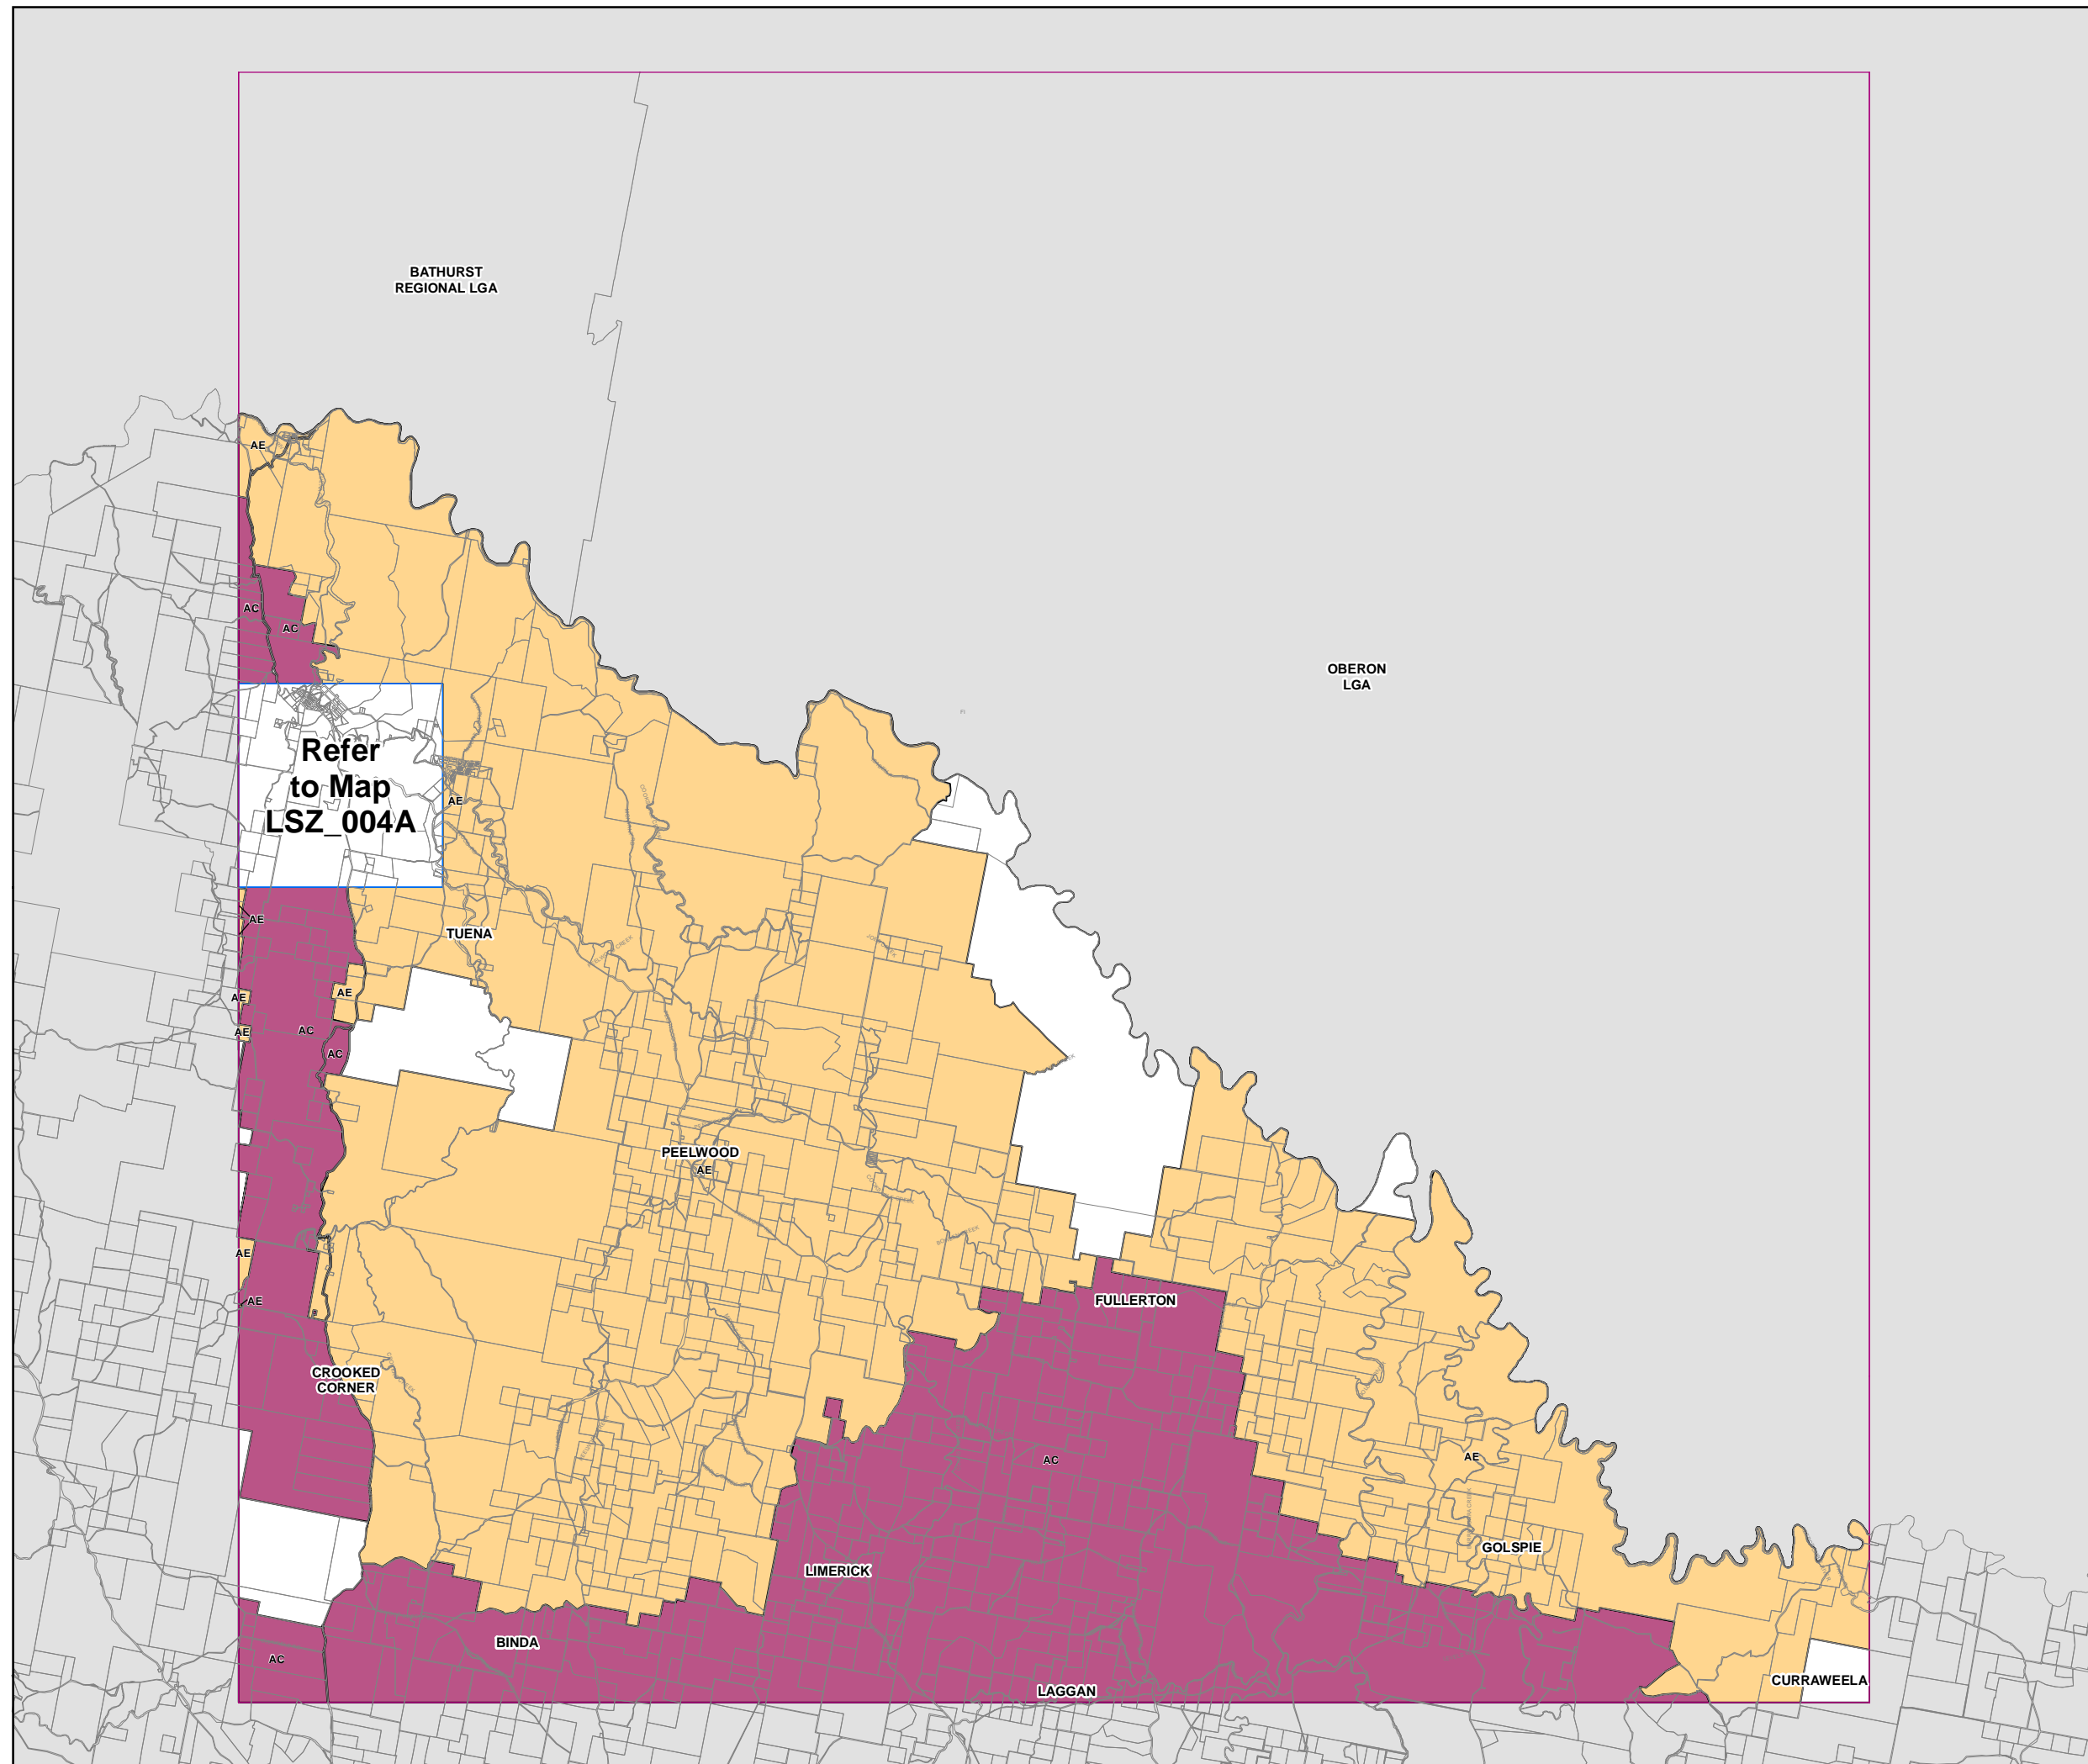 BATHURST
REGIONAL LGA
AE
AC
AC
OBERON
LGA
PI
Refer
to Map
LSZ_004A
AE
AE
TUENA
AE
AE
AE
AC
AC
PEELWOOD
AE
AE
AE
FULLERTON
CROOKED
CORNER
AC
AE
GOLSPIE
LIMERICK
BINDA
AC
CURRAWEELA
LAGGAN